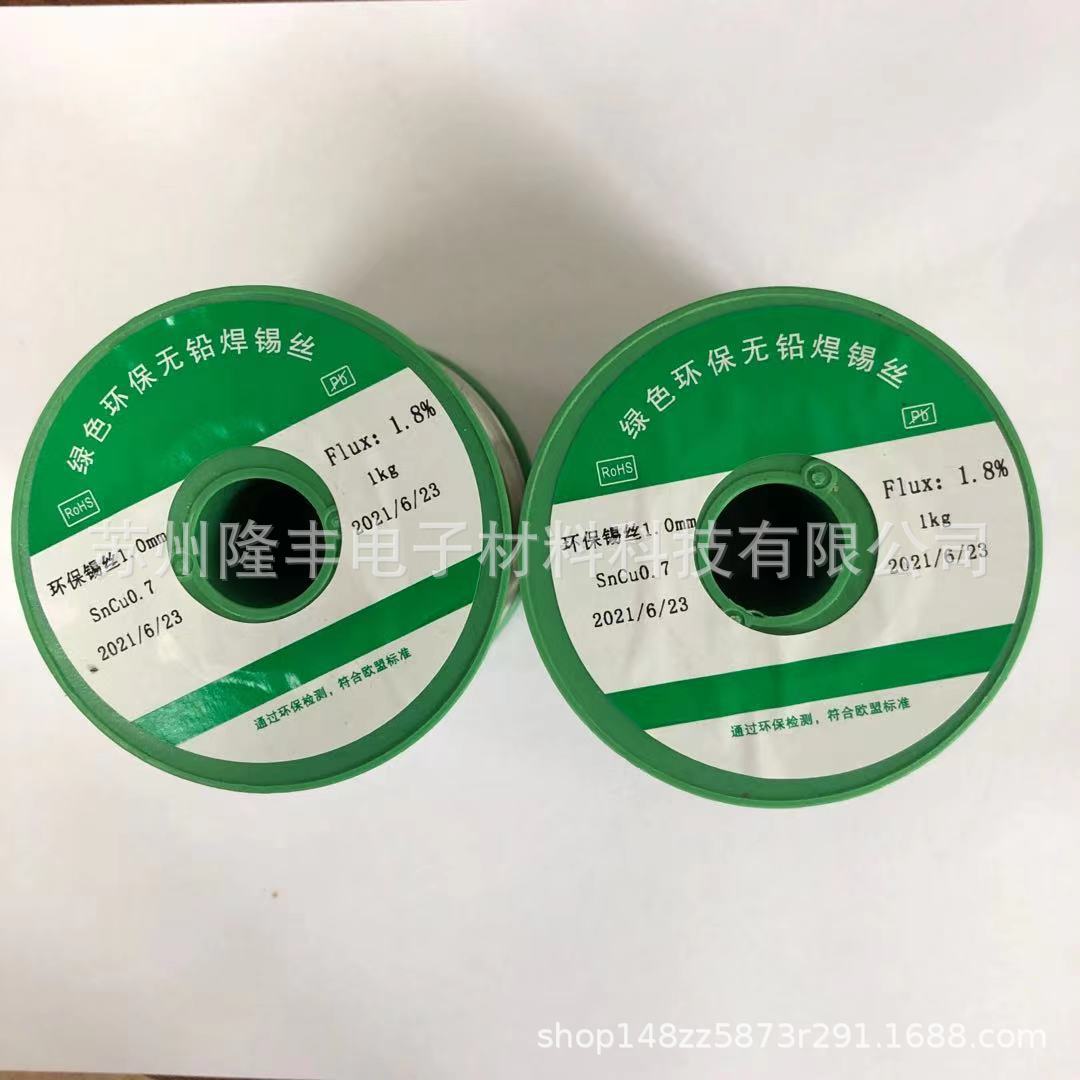 绿色环保无铅焊锡丝
Pb
RoHS
Flux: 1.8%
1kg
2021/6/23
环保锡丝1.0mm
SnCu0.7
2021/6/23
通过环保检测，符合欧盟标准
绿色环保无铅焊锡丝
Pb
RoHS
Flux: 1.8%
1kg
2021/6/23
环保锡丝1.0mm
SnCu0.7
2021/6/23
通过环保检测，符合欧盟标准
苏州隆丰电子材料科技有限公司
shop148zz5873r291.1688.com